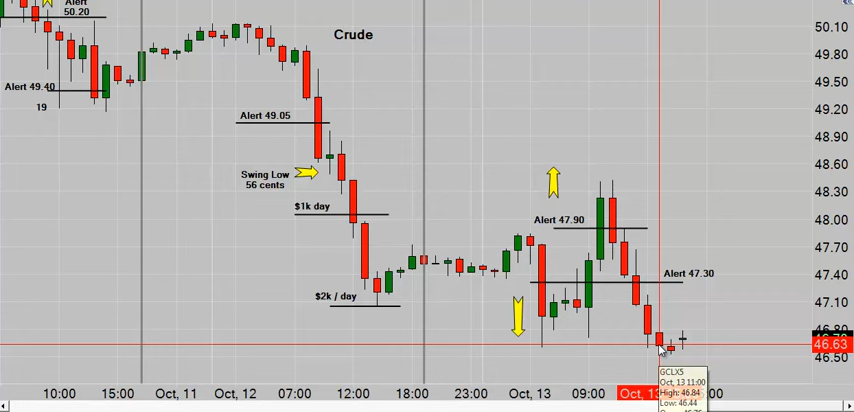 Alert
50.20
Crude
50.10
49.80
Alert 49.40
49.50
19
49.20
Alert 49.05
48.90
Swing Low
56 cents
48.60
48.30
$1k day
Alert 47.90
48.00
47.70
Alert 47.30
47.40
$2k / day
47.10
46.80
46.63
46.50
10:00 15:00 Oct, 11 07:00 12:00 18:00 23:00 Oct, 13 09:00 :00
GCLX5
Oct, 13 11:00
High: 46.84
Low: 46.44